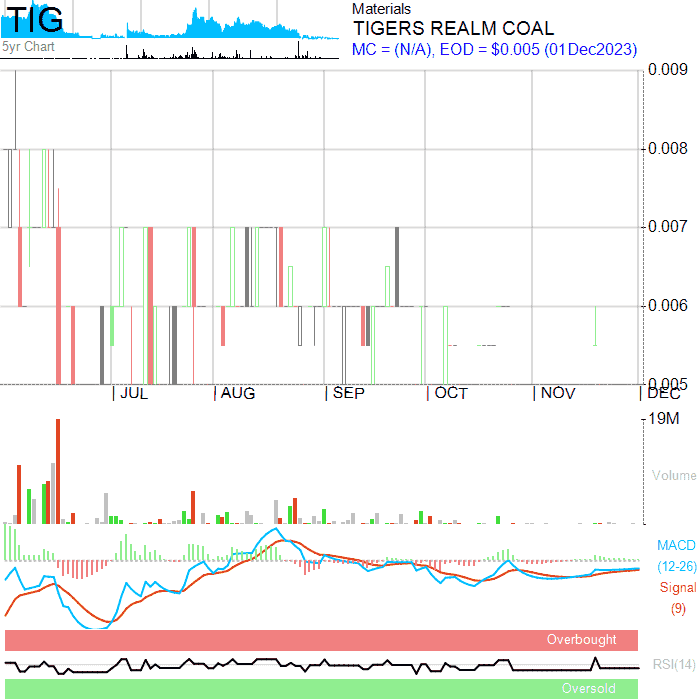 TIG
5yr Chart
Materials
TIGERS REALM COAL
MC = (N/A), EOD = $0.005 (01Dec2023)
0.009
0.008
0.007
0.006
0.005
JUL
AUG
SEP
OCT
NOV
DEC
19M
Volume
MACD
(12-26)
Signal
(9)
Overbought
RSI(14)
Oversold